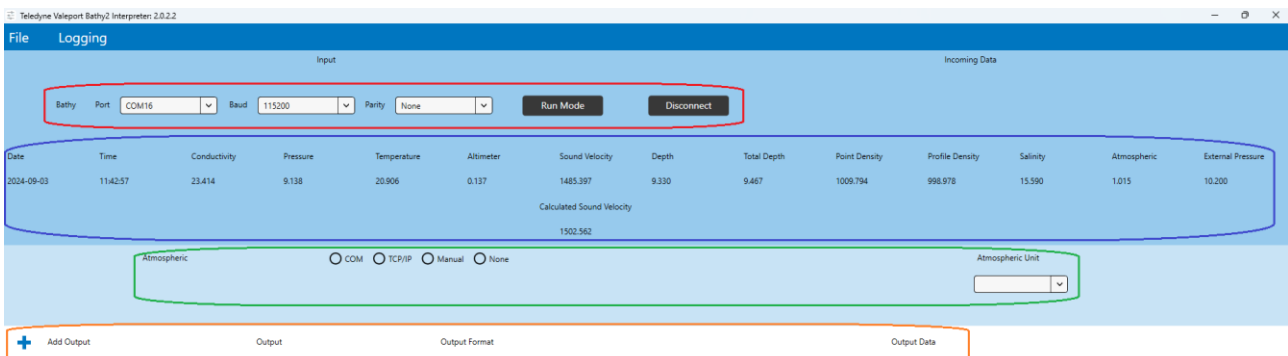 Teledyne Valeport Bathy2 Interpreter: 2.0.2.2
File Logging
Input Incoming Data
Bathy Port COM16 Baud 115200 Parity None Run Mode Disconnect
Date Time Conductivity Pressure Temperature Altimeter Sound Velocity Depth Total Depth Point Density Profile Density Salinity Atmospheric External Pressure
2024-09-03 11:42:57 23.414 9.138 20.906 0.137 1485.397 9.330 9.467 1009.794 998.978 15.590 1.015 10.200
Calculated Sound Velocity
1502.562
Atmospheric COM TCP/IP Manual None Atmospheric Unit
Add Output Output Output Format Output Data